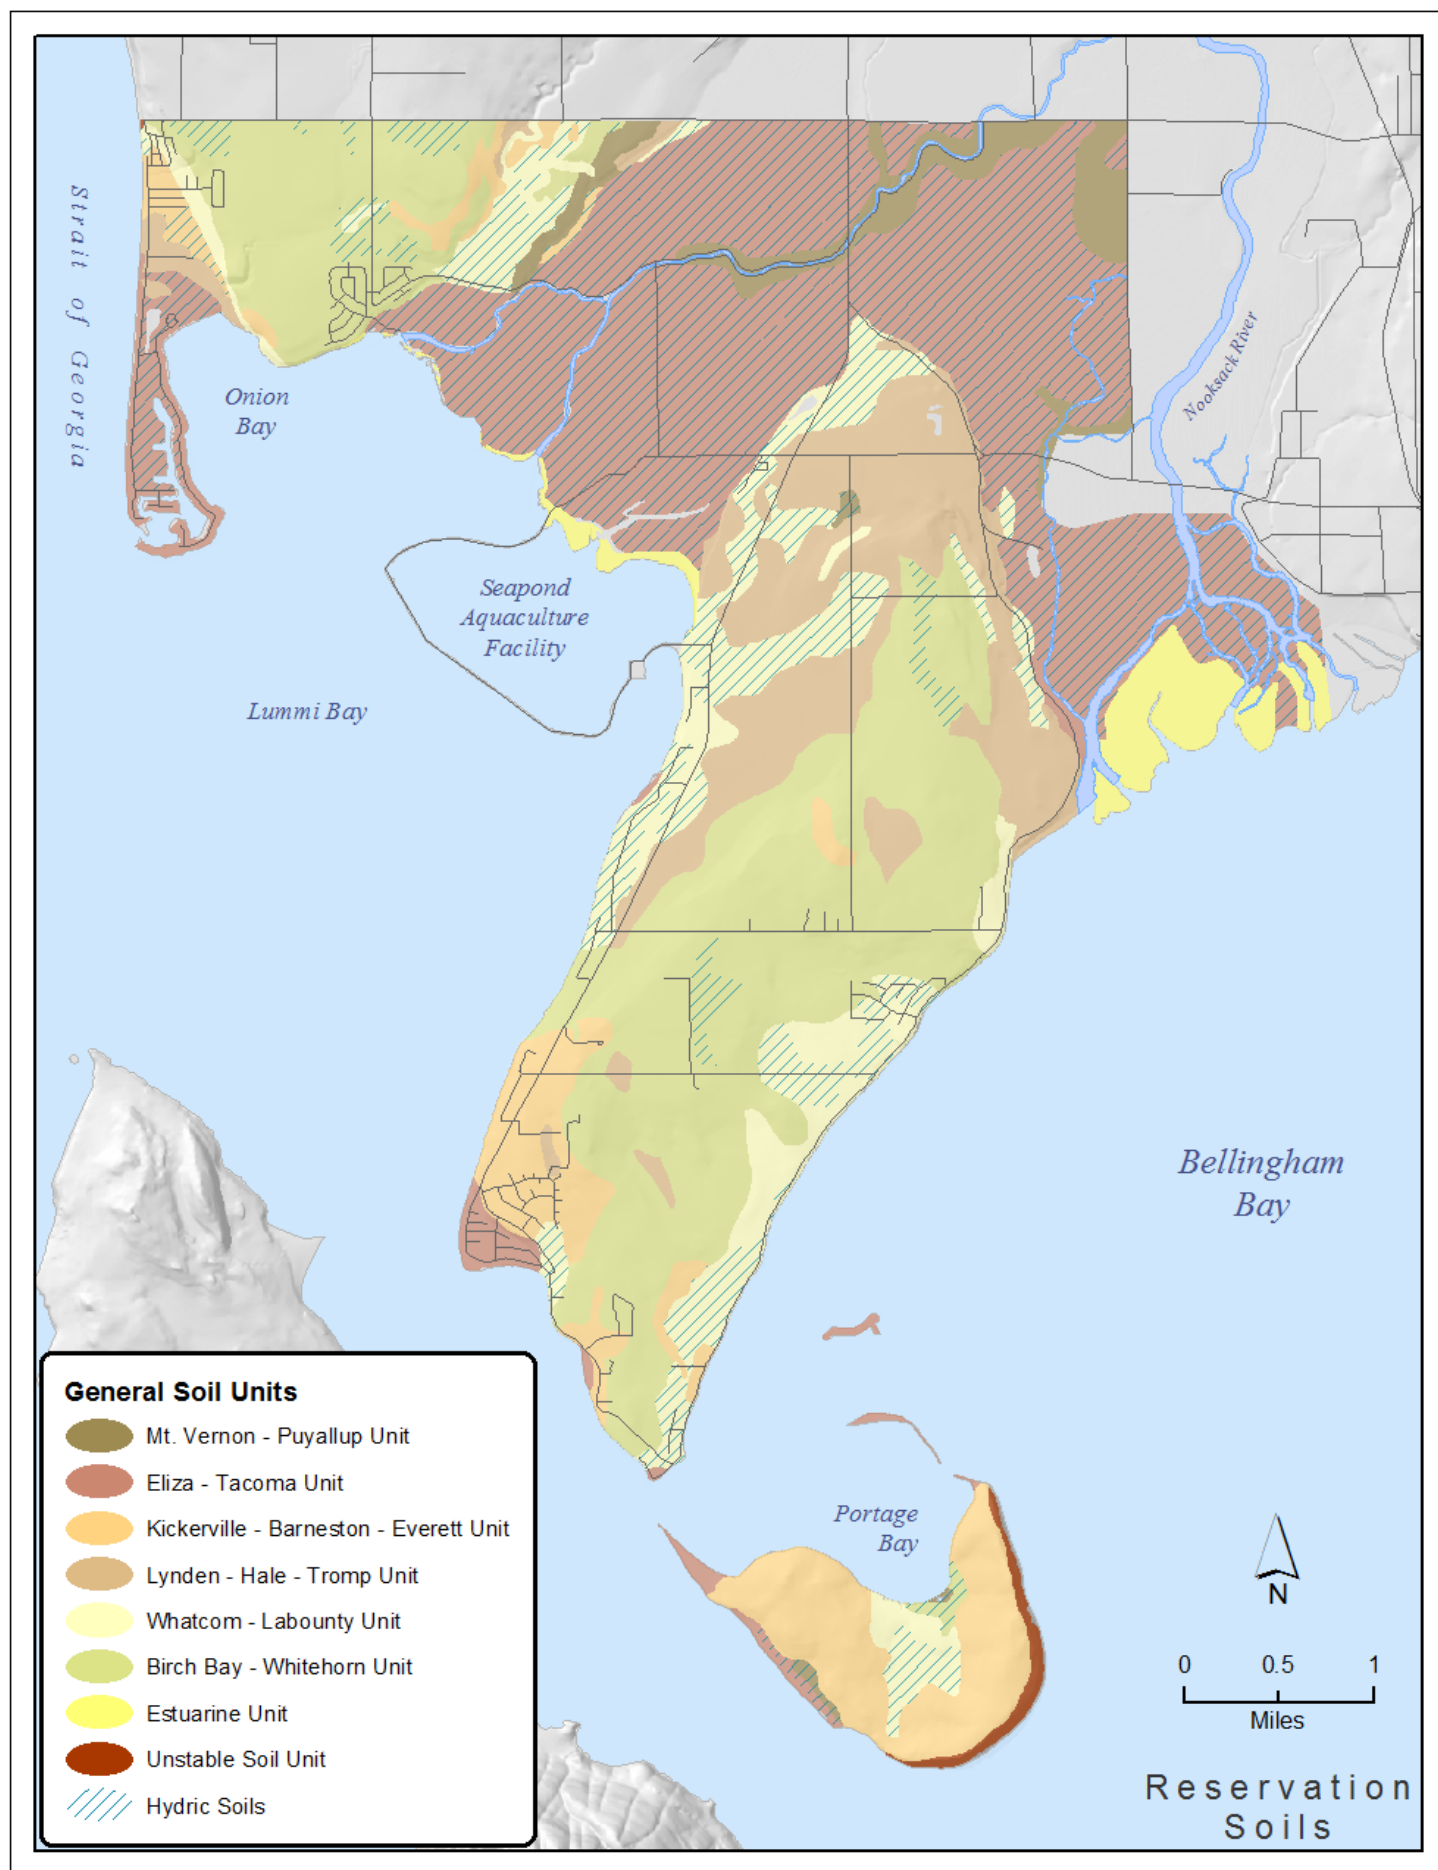 Strait of Georgia
Onion
Bay
Nooksack River
Seapond
Aquaculture
Facility
Lummi Bay
Bellingham
Bay
Portage
Bay
General Soil Units
Mt. Vernon - Puyallup Unit
Eliza - Tacoma Unit
Kickerville - Barneston - Everett Unit
Lynden - Hale - Tromp Unit
Whatcom - Labounty Unit
Birch Bay - Whitehorn Unit
Estuarine Unit
Unstable Soil Unit
Hydric Soils
N
0 0.5 1
Miles
Reservation
Soils